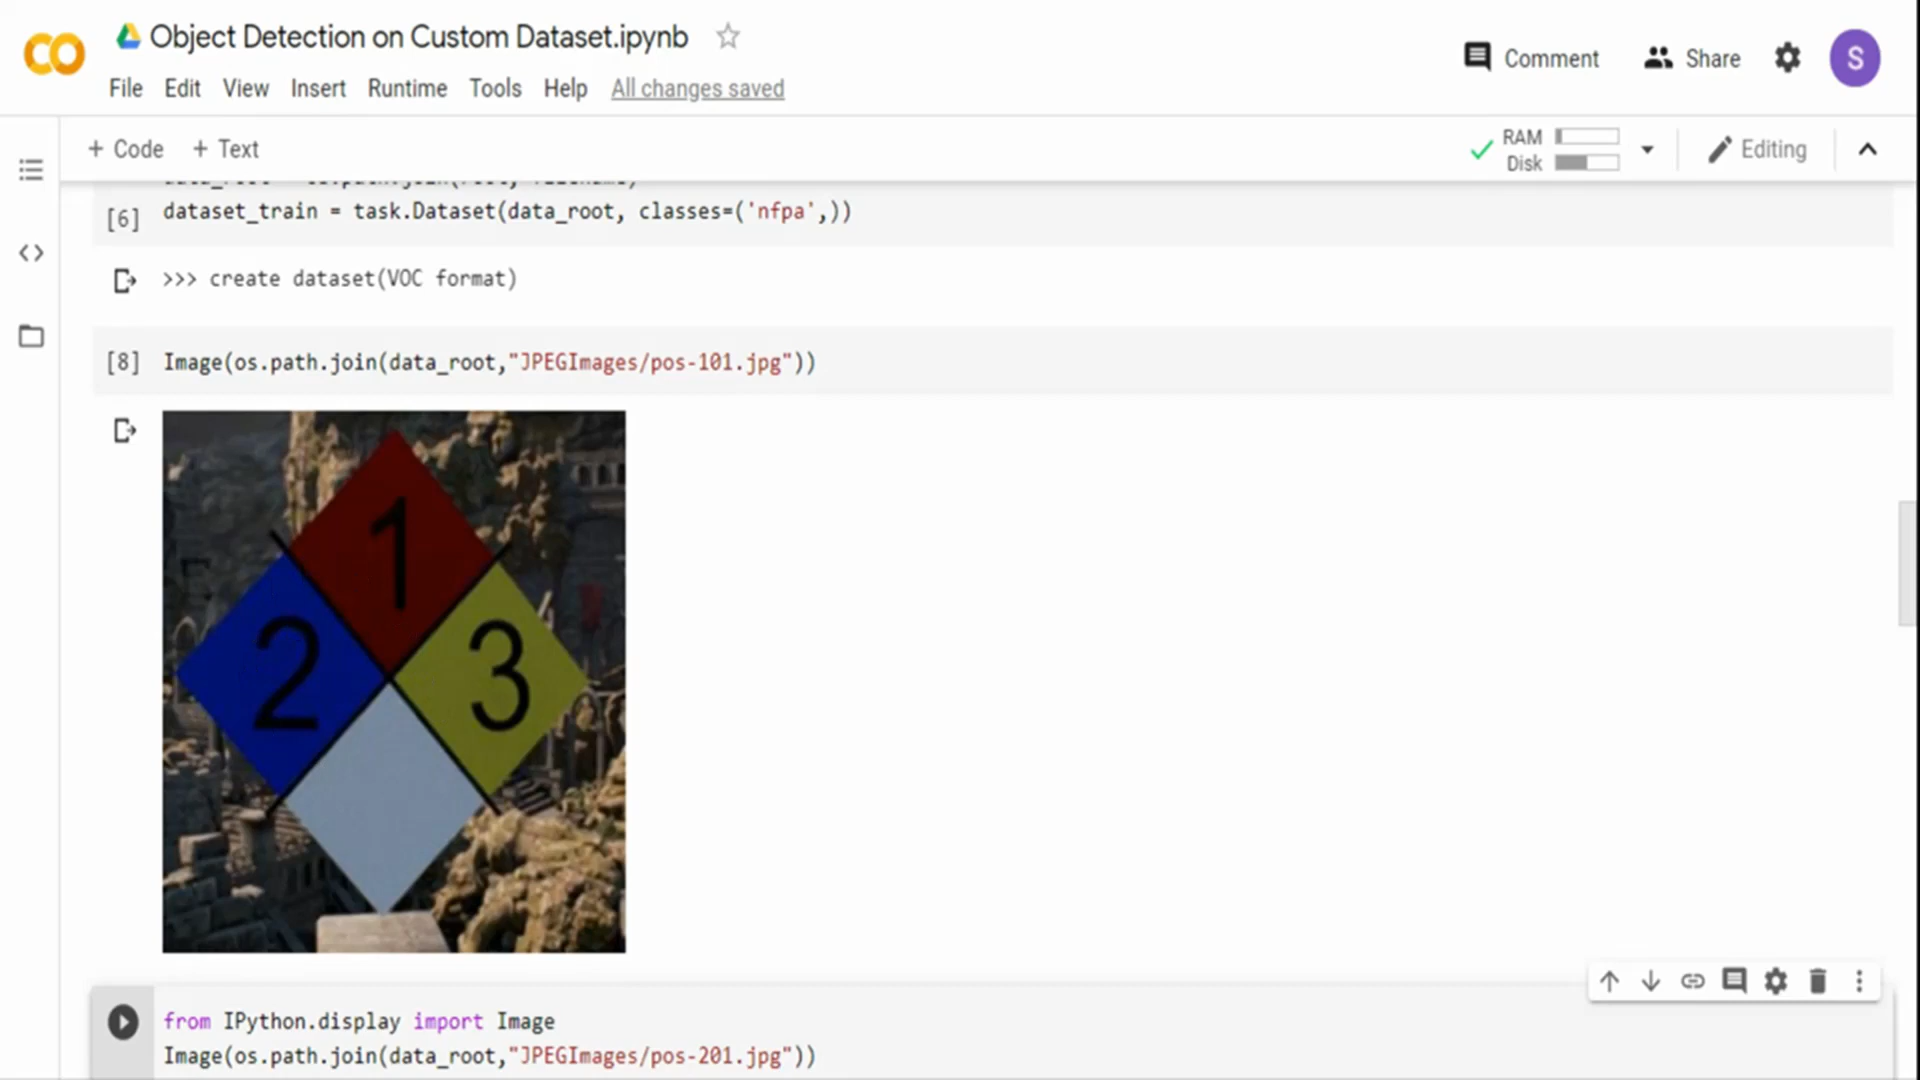 Object Detection on Custom Dataset.ipynb
Comment
Share
S
File Edit View Insert Runtime Tools Help All changes saved
+ Code + Text
RAM
Disk
Editing
[6] dataset_train = task.Dataset(data_root, classes=('nfpa',))
>>> create dataset(VOC format)
[8] Image(os.path.join(data_root,"JPEGImages/pos-101.jpg"))
1
2 3
from IPython.display import Image
Image(os.path.join(data_root,"JPEGImages/pos-201.jpg"))